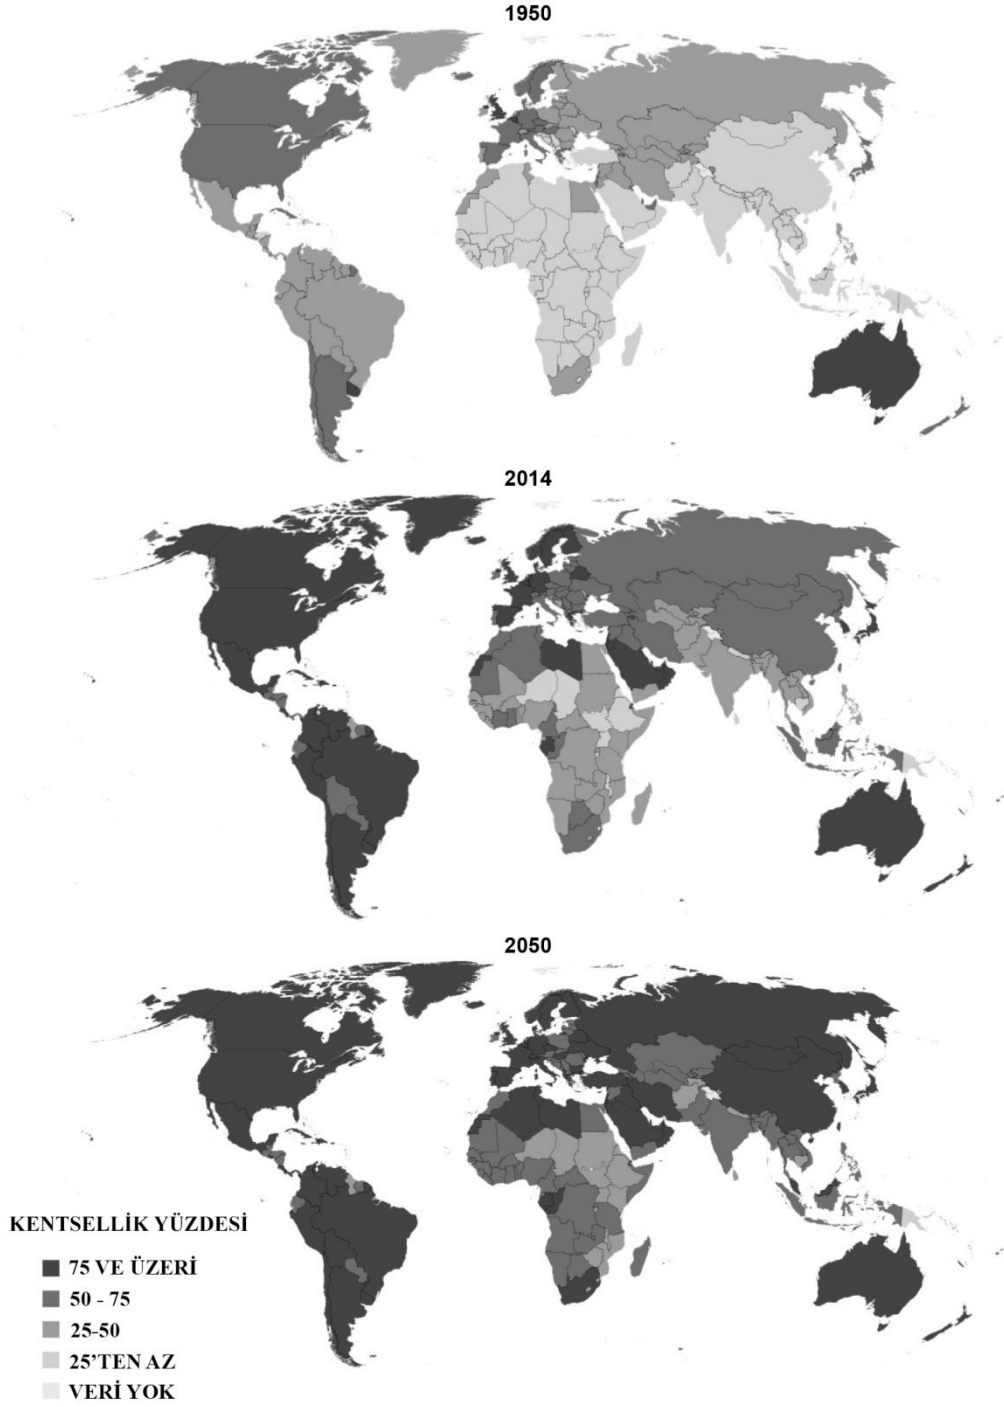 1950
2014
2050
KENTSELLİK YÜZDESİ
75 VE ÜZERİ
50 - 75
25-50
25'TEN AZ
VERİ YOK